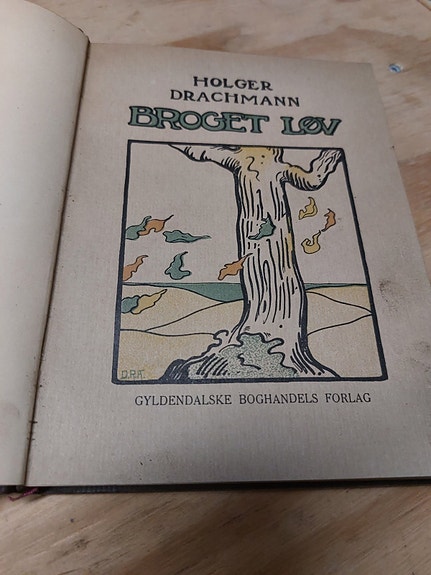 HOLGER
DRACHMANN
BROGET LØV
GYLDENDALSKE BOGHANDELS FORLAG